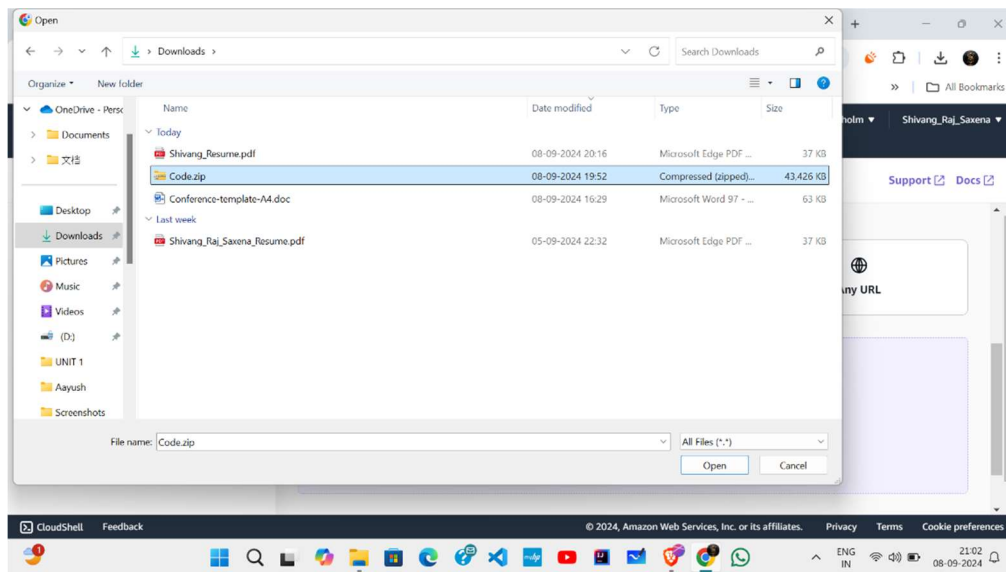 Open
Downloads
Search Downloads
Organize
New folder
All Bookmarks
OneDrive - Perso
Documents
文档
Desktop
Downloads
Pictures
Music
Videos
(D:)
UNIT 1
Aayush
Screenshots
Name Date modified Type Size
Today
Shivang_Resume.pdf 08-09-2024 20:16 Microsoft Edge PDF ... 37 KB
Code.zip 08-09-2024 19:52 Compressed (zipped)... 43,426 KB
Conference-template-A4.doc 08-09-2024 16:29 Microsoft Word 97 - ... 63 KB
Last week
Shivang_Raj_Saxena_Resume.pdf 05-09-2024 22:32 Microsoft Edge PDF ... 37 KB
File name: Code.zip All Files (*.*)
Open Cancel
holm Shivang_Raj_Saxena
Support Docs
Any URL
CloudShell Feedback © 2024, Amazon Web Services, Inc. or its affiliates. Privacy Terms Cookie preferences
ENG
IN
21:02
08-09-2024